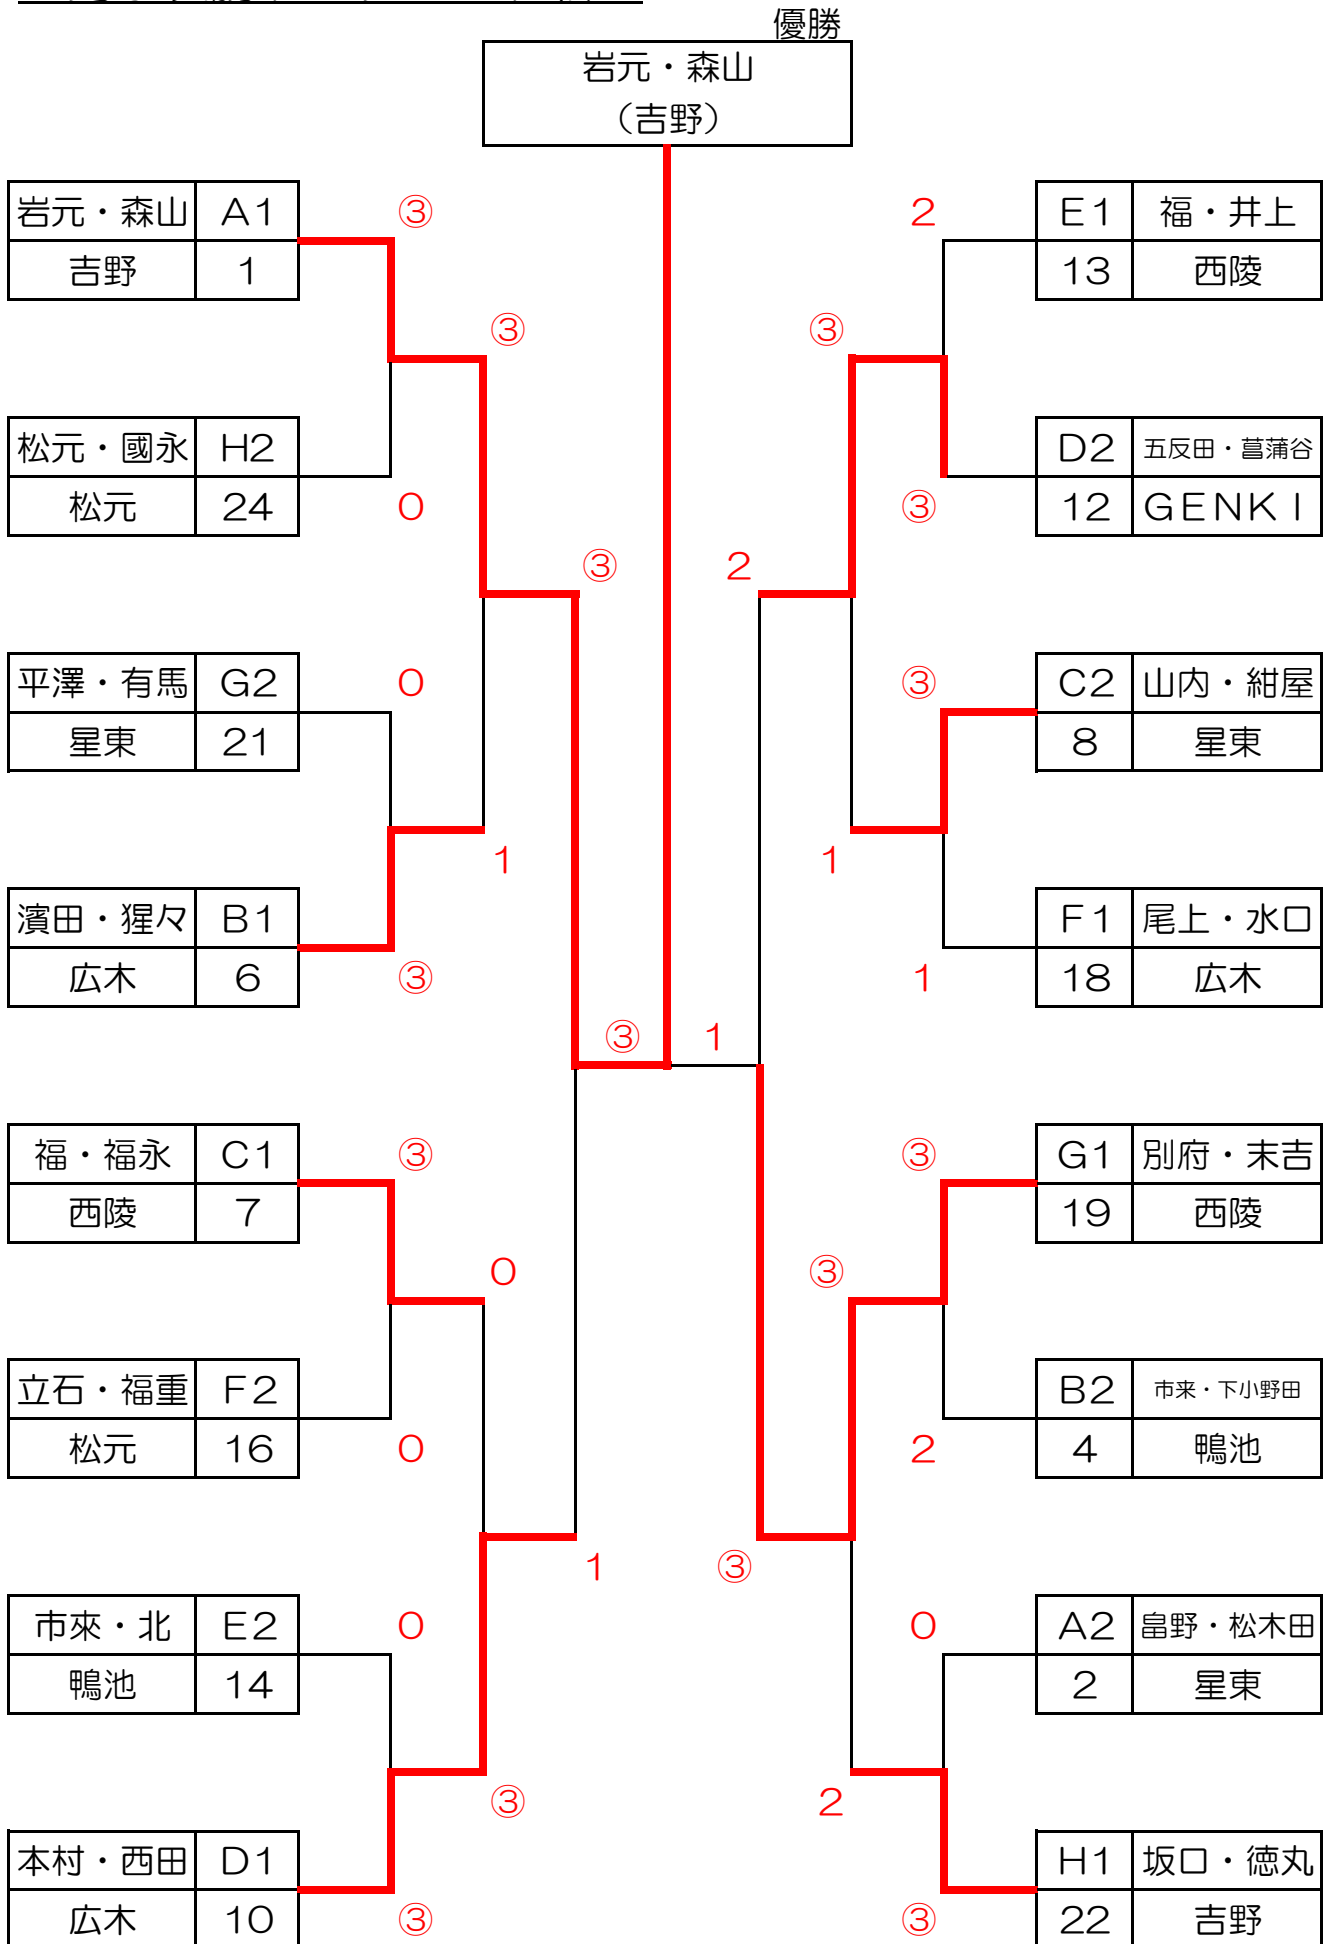 優勝
岩元・森山
（吉野）
岩元・森山 A1 ③
吉野 1
③
松元・國永 H2
松元 24 0
③
平澤・有馬 G2 0
星東 21
1
濱田・猩々 B1
広木 6 ③
③ 1
福・福永 C1 ③
西陵 7
0
立石・福重 F2
松元 16 0
1
市來・北 E2 0
鴨池 14
③
本村・西田 D1
広木 10 ③
2 E1 福・井上
13 西陵
③
D2 五反田・菖蒲谷
③ 12 GENKI
2
③ C2 山内・紺屋
8 星東
1
F1 尾上・水口
1 18 広木
③ G1 別府・末吉
19 西陵
③
B2 市来・下小野田
2 4 鴨池
③
0 A2 畠野・松木田
2 星東
2
H1 坂口・徳丸
③ 22 吉野